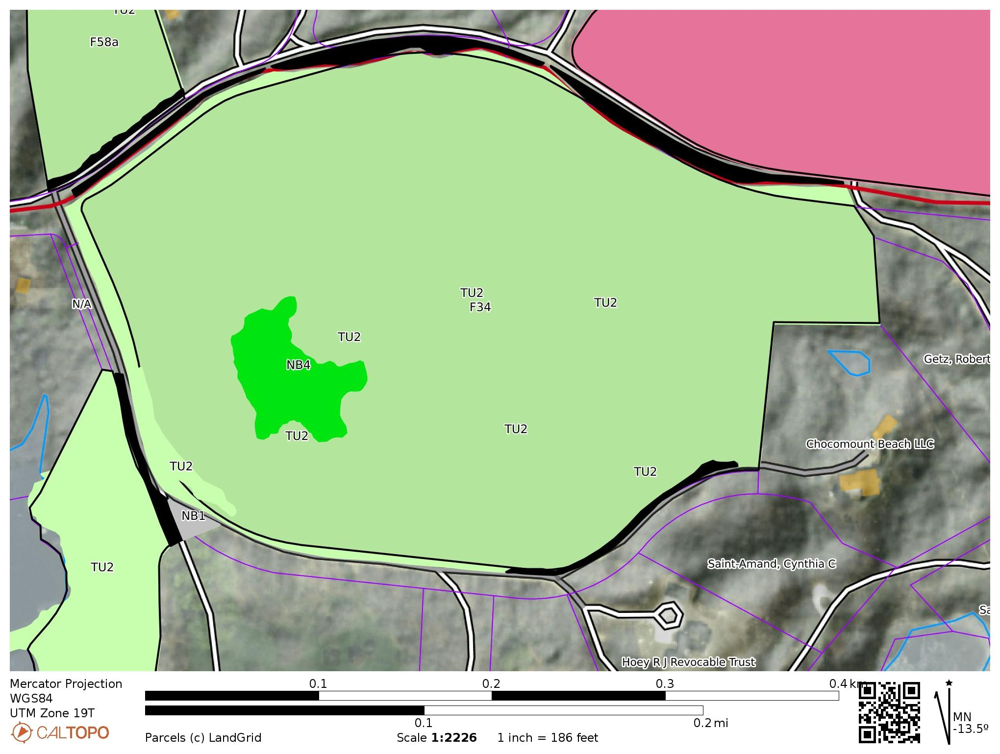 TU2
F58a
N/A
TU2
F34
TU2
TU2
NB4
TU2
TU2
TU2
TU2
NB1
TU2
Getz, Robert
Chocomount Beach LLC
Saint-Amand, Cynthia C
Sa
Hoey R J Revocable Trust
Mercator Projection
WGS84
UTM Zone 19T
CALTOPO
0.1 0.2 0.3 0.4 km
0.1 0.2 mi
Parcels (c) LandGrid
Scale 1:2226 1 inch = 186 feet
MN
-13.5º